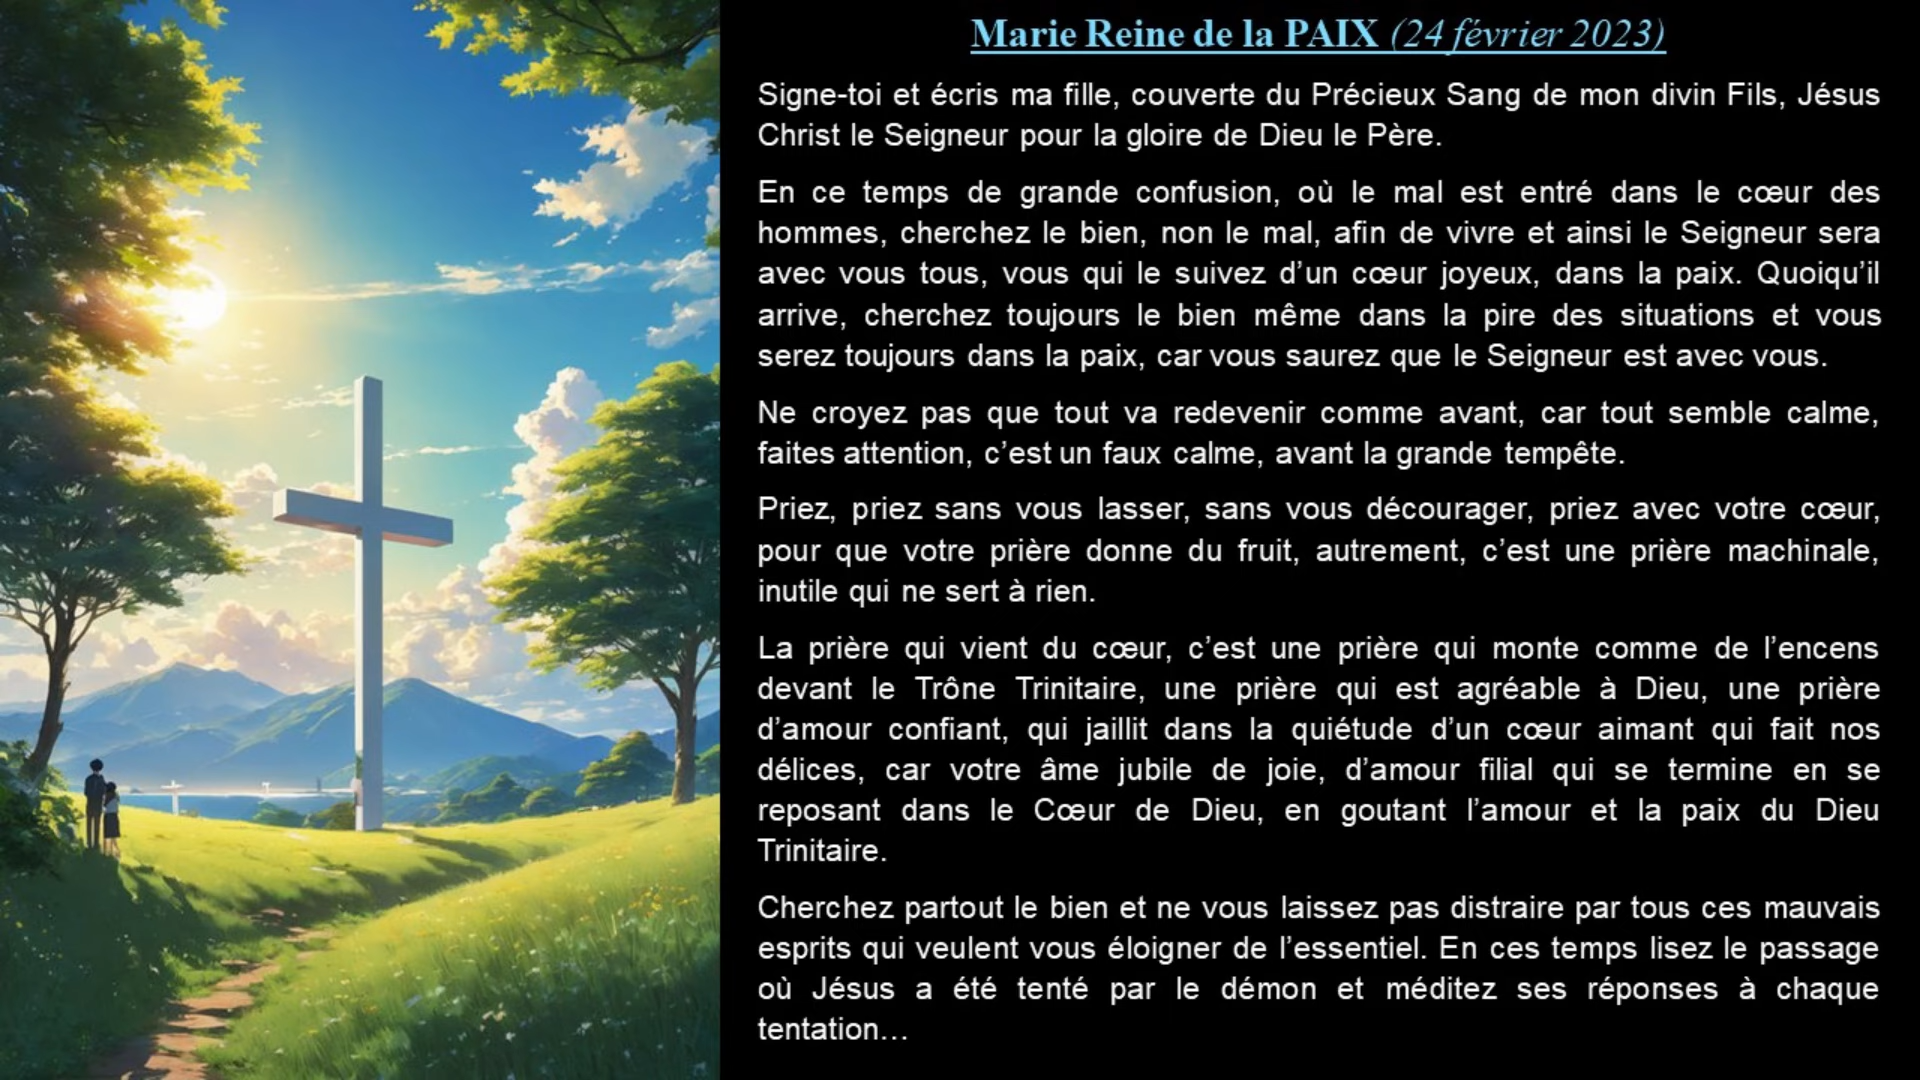 Marie Reine de la PAIX (24 février 2023)
Signe-toi et écris ma fille, couverte du Précieux Sang de mon divin Fils, Jésus
Christ le Seigneur pour la gloire de Dieu le Père.
En ce temps de grande confusion, où le mal est entré dans le cœur des
hommes, cherchez le bien, non le mal, afin de vivre et ainsi le Seigneur sera
avec vous tous, vous qui le suivez d’un cœur joyeux, dans la paix. Quoiqu’il
arrive, cherchez toujours le bien même dans la pire des situations et vous
serez toujours dans la paix, car vous saurez que le Seigneur est avec vous.
Ne croyez pas que tout va redevenir comme avant, car tout semble calme,
faites attention, c’est un faux calme, avant la grande tempête.
Priez, priez sans vous lasser, sans vous décourager, priez avec votre cœur,
pour que votre prière donne du fruit, autrement, c’est une prière machinale,
inutile qui ne sert à rien.
La prière qui vient du cœur, c’est une prière qui monte comme de l’encens
devant le Trône Trinitaire, une prière qui est agréable à Dieu, une prière
d’amour confiant, qui jaillit dans la quiétude d’un cœur aimant qui fait nos
délices, car votre âme jubile de joie, d’amour filial qui se termine en se
reposant dans le Cœur de Dieu, en goutant l’amour et la paix du Dieu
Trinitaire.
Cherchez partout le bien et ne vous laissez pas distraire par tous ces mauvais
esprits qui veulent vous éloigner de l’essentiel. En ces temps lisez le passage
où Jésus a été tenté par le démon et méditez ses réponses à chaque
tentation…